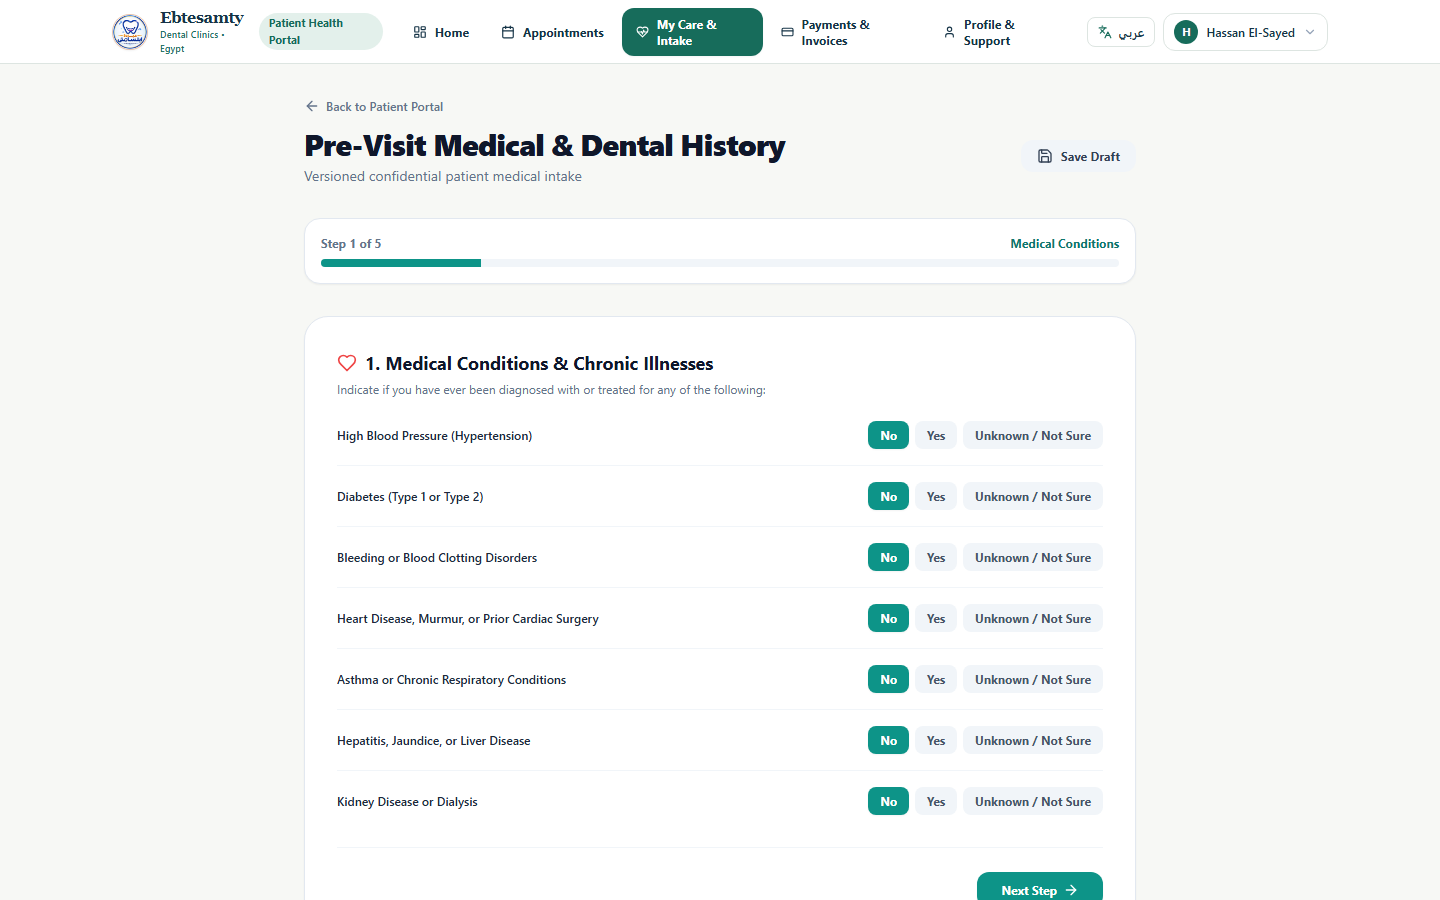 Ebtesamty
Dental Clinics •
Egypt
Patient Health
Portal
Home
Appointments
My Care &
Intake
Payments &
Invoices
Profile &
Support
عربي
H
Hassan El-Sayed
Back to Patient Portal
Pre-Visit Medical & Dental History
Versioned confidential patient medical intake
Save Draft
Step 1 of 5
Medical Conditions
1. Medical Conditions & Chronic Illnesses
Indicate if you have ever been diagnosed with or treated for any of the following:
High Blood Pressure (Hypertension) No Yes Unknown / Not Sure
Diabetes (Type 1 or Type 2) No Yes Unknown / Not Sure
Bleeding or Blood Clotting Disorders No Yes Unknown / Not Sure
Heart Disease, Murmur, or Prior Cardiac Surgery No Yes Unknown / Not Sure
Asthma or Chronic Respiratory Conditions No Yes Unknown / Not Sure
Hepatitis, Jaundice, or Liver Disease No Yes Unknown / Not Sure
Kidney Disease or Dialysis No Yes Unknown / Not Sure
Next Step